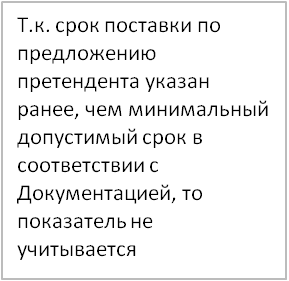 Т.к. срок поставки по
предложению
претендента указан
ранее, чем минимальный
допустимый срок в
соответствии с
Документацией, то
показатель не
учитывается